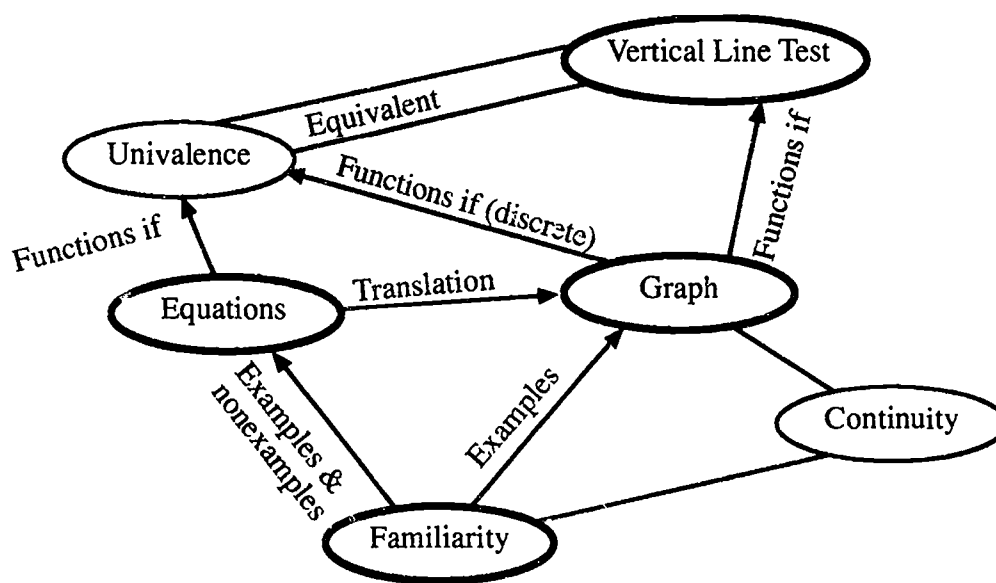 Vertical Line Test
Equivalent
Univalence
Functions if (discrete)
Functions if
Functions if
Equations
Translation
Graph
Examples &
nonexamples
Examples
Continuity
Familiarity